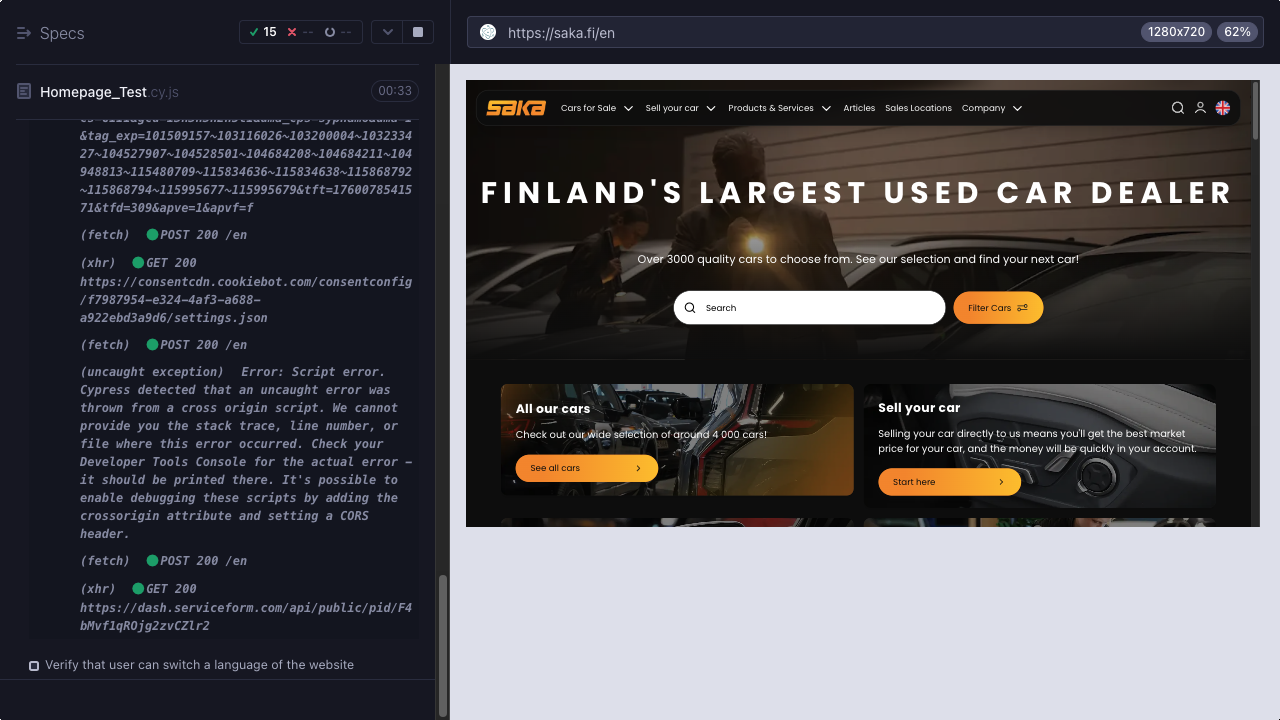 Specs
15
--
--
Homepage_Test.cy.js
00:33
&tag_exp=101509157~103116026~103200004~1032334
27~104527907~104528501~104684208~104684211~104
948813~115480709~115834636~115834638~115868792
~115868794~115995677~115995679&tft=17600785415
71&tfd=309&apve=1&apvf=f
(fetch) POST 200 /en
(xhr) GET 200
https://consentcdn.cookiebot.com/consentconfig
/f7987954-e324-4af3-a688-
a922ebd3a9d6/settings.json
(fetch) POST 200 /en
(uncaught exception) Error: Script error.
Cypress detected that an uncaught error was
thrown from a cross origin script. We cannot
provide you the stack trace, line number, or
file where this error occurred. Check your
Developer Tools Console for the actual error -
it should be printed there. It's possible to
enable debugging these scripts by adding the
crossorigin attribute and setting a CORS
header.
(fetch) POST 200 /en
(xhr) GET 200
https://dash.serviceform.com/api/public/pid/F4
bMvf1qROjg2zvCZlr2
Verify that user can switch a language of the website
https://saka.fi/en
1280x720
62%
saka
Cars for Sale
Sell your car
Products & Services
Articles
Sales Locations
Company
FINLAND'S LARGEST USED CAR DEALER
Over 3000 quality cars to choose from. See our selection and find your next car!
Search
Filter Cars
All our cars
Check out our wide selection of around 4 000 cars!
See all cars
Sell your car
Selling your car directly to us means you'll get the best market
price for your car, and the money will be quickly in your account.
Start here